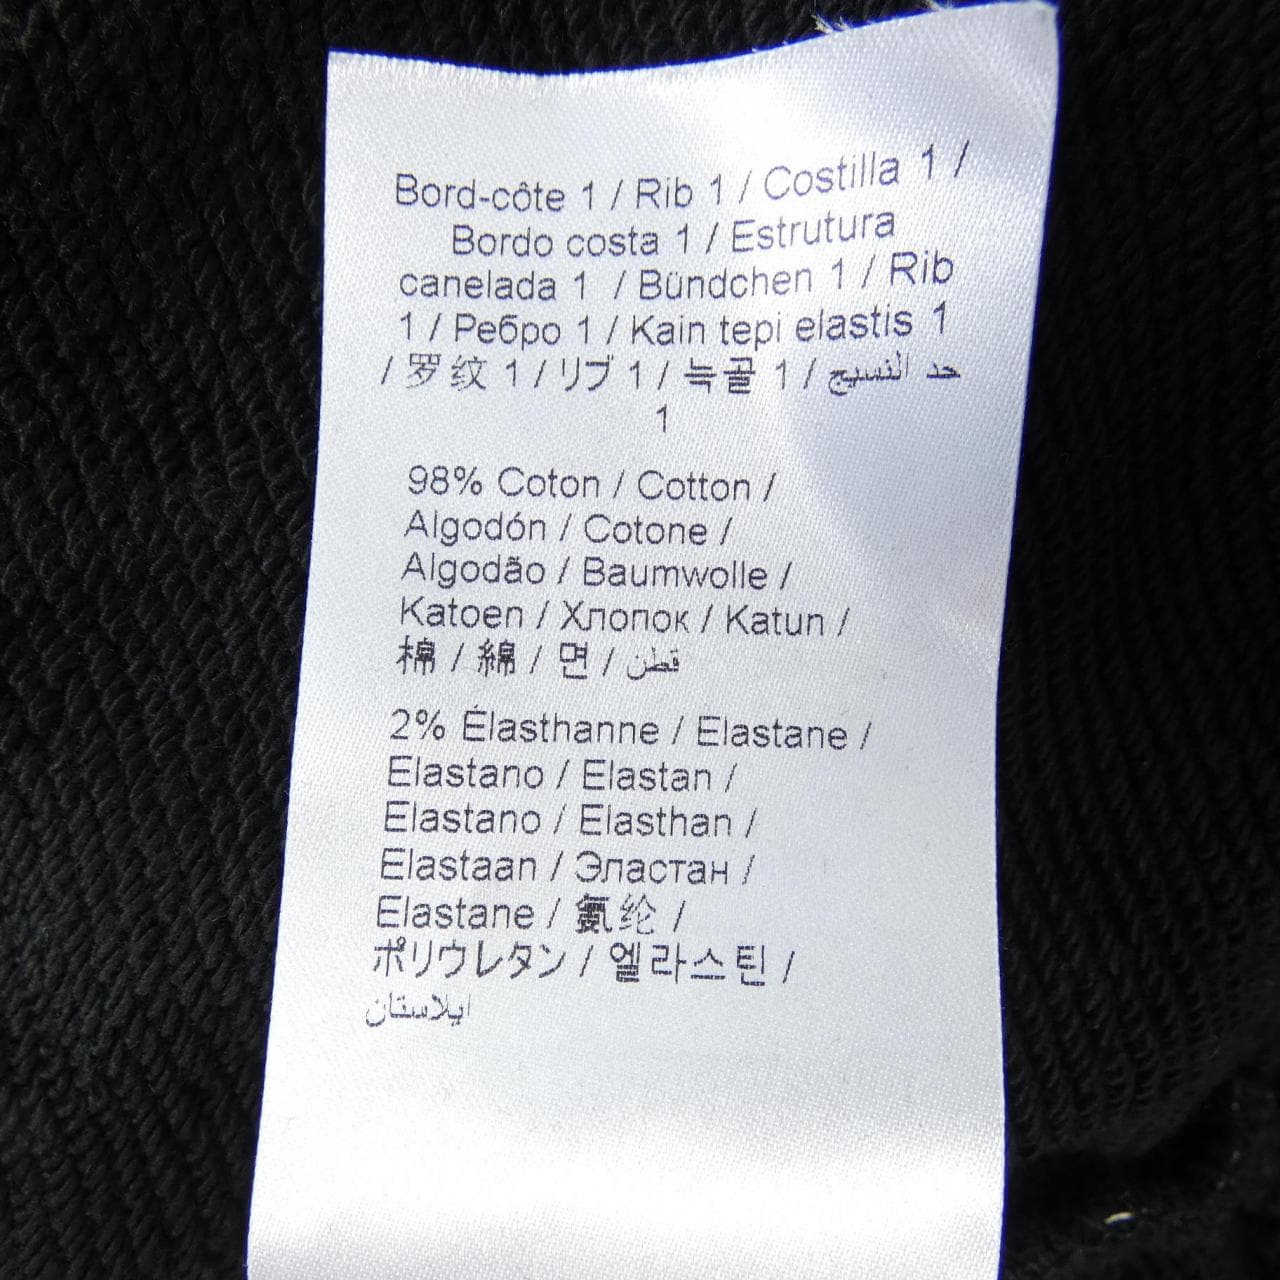 Bord-côte 1 / Rib 1 / Costilla 1 /
Bordo costa 1 / Estrutura
canelada 1 / Bündchen 1 / Rib
1 / Ребро 1 / Kain tepi elastis 1
/ 罗纹 1 / リブ 1 / 늑골 1 / حد النسيج
1
98% Coton / Cotton /
Algodón / Cotone /
Algodão / Baumwolle /
Katoen / Хлопок / Katun /
棉 / 綿 / 면 / قطن
2% Élasthanne / Elastane /
Elastano / Elastan /
Elastano / Elasthan /
Elastaan / Эластан /
Elastane / 氨纶 /
ポリウレタン / 엘라스틴 /
ايلاستان